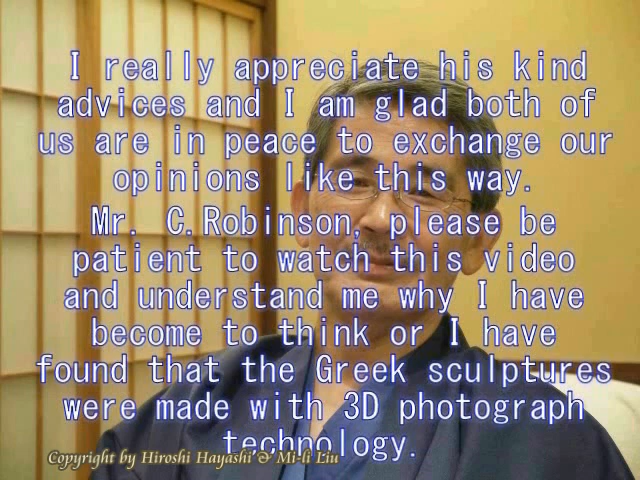 I really appreciate his kind
advices and I am glad both of
us are in peace to exchange our
opinions like this way.
Mr. C.Robinson, please be
patient to watch this video
and understand me why I have
become to think or I have
found that the Greek sculptures
were made with 3D photograph
technology.
Copyright by Hiroshi Hayashi & Mi-li Liu